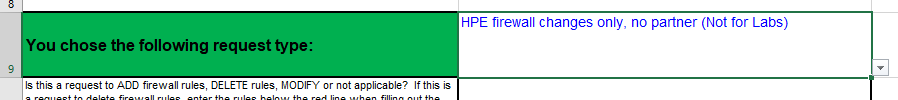 8
HPE firewall changes only, no partner (Not for Labs)
You chose the following request type:
9
Is this a request to ADD firewall rules, DELETE rules, MODIFY or not applicable? If this is
a request to delete firewall rules, enter the rules below the red line when filling out the